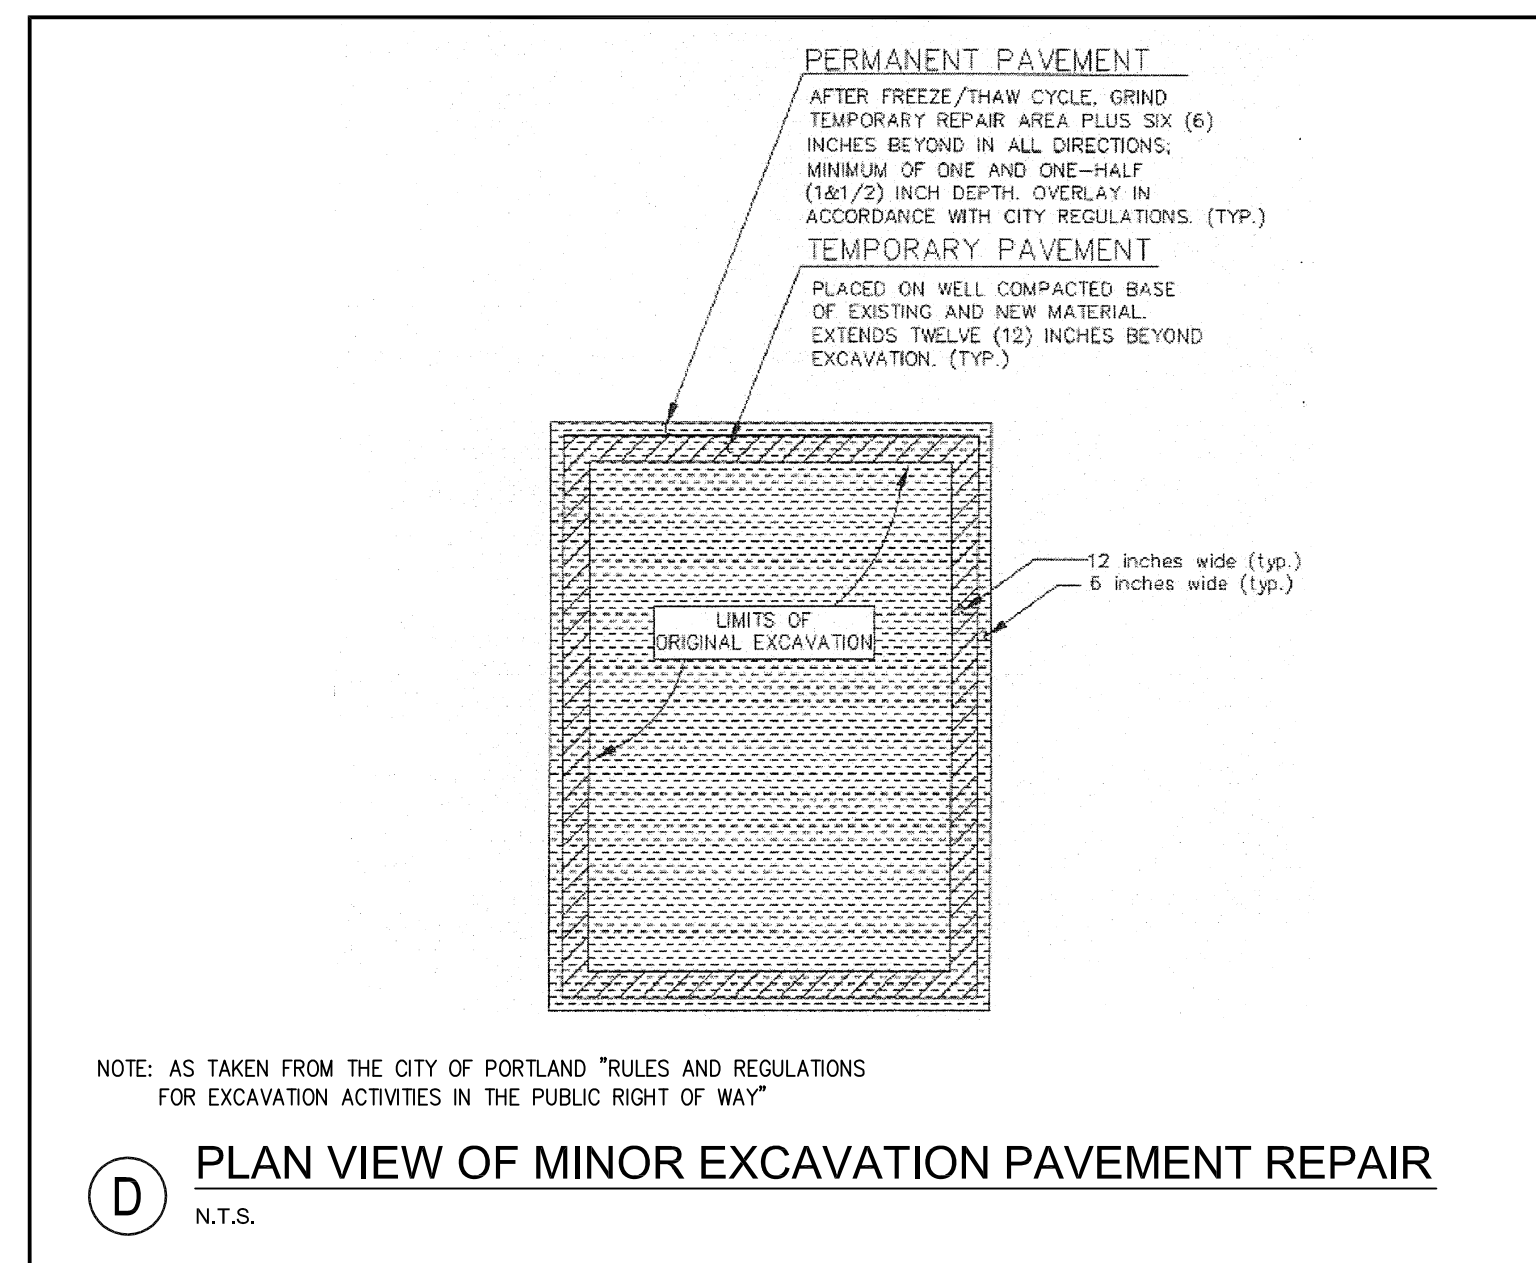 PERMANENT PAVEMENT
AFTER FREEZE/THAW CYCLE, GRIND
TEMPORARY REPAIR AREA PLUS SIX (6)
INCHES BEYOND IN ALL DIRECTIONS;
MINIMUM OF ONE AND ONE-HALF
(1&1/2) INCH DEPTH. OVERLAY IN
ACCORDANCE WITH CITY REGULATIONS. (TYP.)
TEMPORARY PAVEMENT
PLACED ON WELL COMPACTED BASE
OF EXISTING AND NEW MATERIAL.
EXTENDS TWELVE (12) INCHES BEYOND
EXCAVATION. (TYP.)
12 inches wide (typ.)
6 inches wide (typ.)
LIMITS OF
ORIGINAL EXCAVATION
NOTE: AS TAKEN FROM THE CITY OF PORTLAND "RULES AND REGULATIONS
FOR EXCAVATION ACTIVITIES IN THE PUBLIC RIGHT OF WAY"
D PLAN VIEW OF MINOR EXCAVATION PAVEMENT REPAIR
N.T.S.